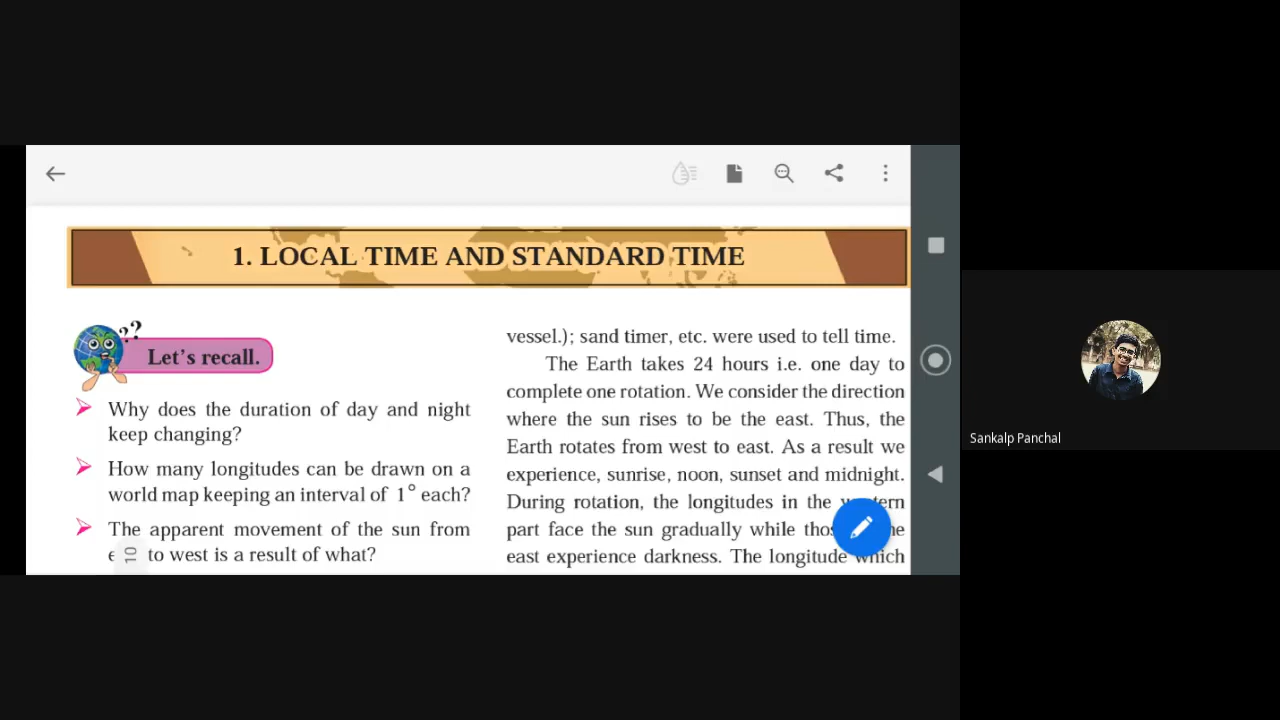 1. LOCAL TIME AND STANDARD TIME
??
Let's recall.
Why does the duration of day and night
keep changing?
How many longitudes can be drawn on a
world map keeping an interval of 1° each?
The apparent movement of the sun from
to west is a result of what?
10
vessel.); sand timer, etc. were used to tell time.
The Earth takes 24 hours i.e. one day to
complete one rotation. We consider the direction
where the sun rises to be the east. Thus, the
Earth rotates from west to east. As a result we
experience, sunrise, noon, sunset and midnight.
During rotation, the longitudes in the
part face the sun gradually while
east experience darkness. The longitude which
Sankalp Panchal